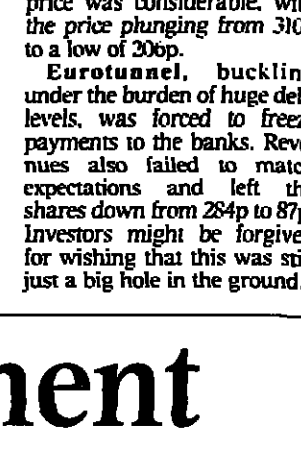 price was considerable, wit
the price plunging from 310
to a low of 206p.
Eurotunnel, bucklin
under the burden of huge deb
levels, was forced to freez
payments to the banks. Reve
nues also failed to matc
expectations and left th
shares down from 284p to 87p
Investors might be forgive
for wishing that this was sti
just a big hole in the ground.
nent